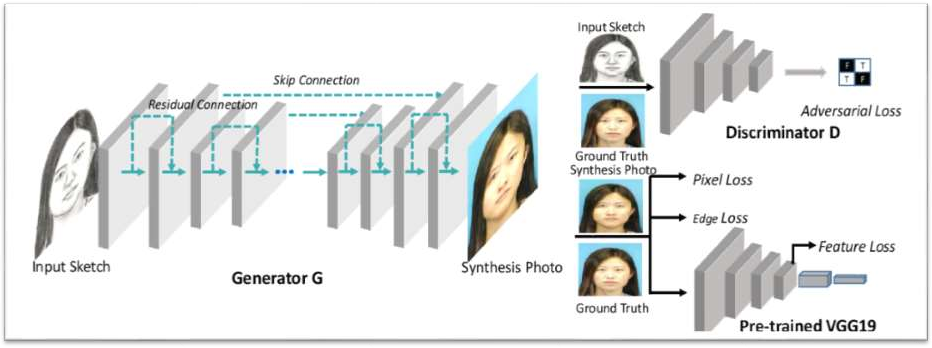 Skip Connection
Residual Connection
Input Sketch
Generator G
Synthesis Photo
Input Sketch
Ground Truth
Synthesis Photo
Ground Truth
F T
T F
Adversarial Loss
Discriminator D
Pixel Loss
Edge Loss
Feature Loss
Pre-trained VGG19